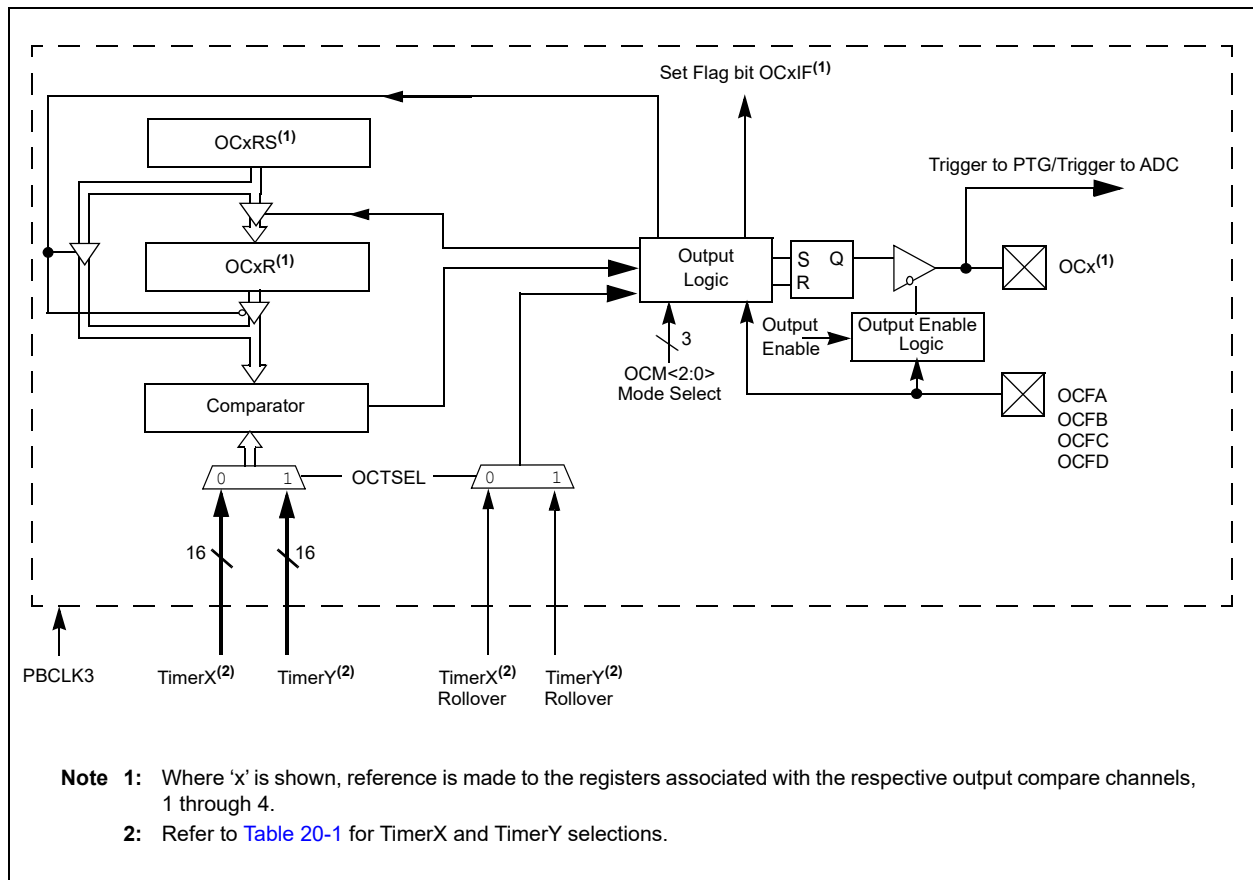 Set Flag bit OCxIF(1)
OCxRS(1)
Trigger to PTG/Trigger to ADC
OCxR(1)
Output
Logic
S Q
R
OCx(1)
Output
Enable
Output Enable
Logic
3
OCM<2:0>
Mode Select
Comparator
OCFA
OCFB
OCFC
OCFD
0 1
OCTSEL
0 1
16
16
PBCLK3
TimerX(2)
TimerY(2)
TimerX(2)
Rollover
TimerY(2)
Rollover
Note 1: Where ‘x’ is shown, reference is made to the registers associated with the respective output compare channels,
1 through 4.
2: Refer to Table 20-1 for TimerX and TimerY selections.